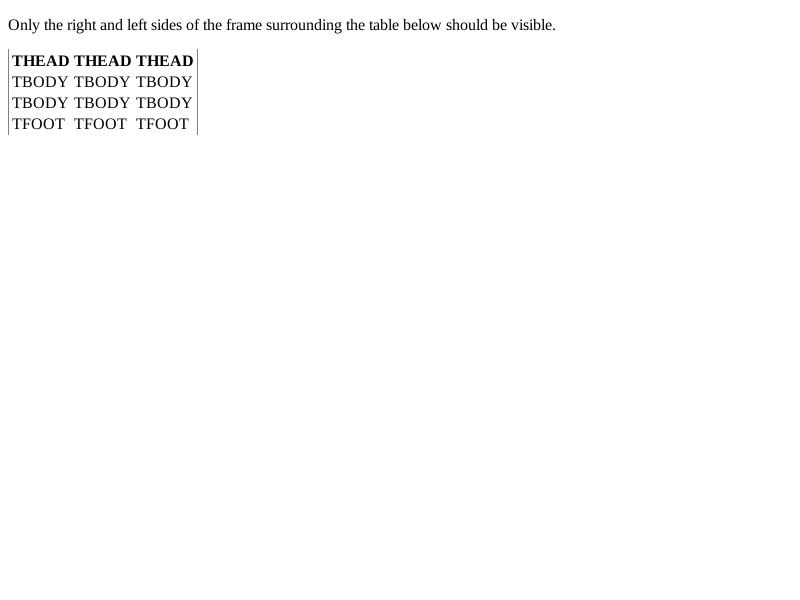 Only the right and left sides of the frame surrounding the table below should be visible.
THEAD THEAD THEAD
TBODY TBODY TBODY
TBODY TBODY TBODY
TFOOT TFOOT TFOOT